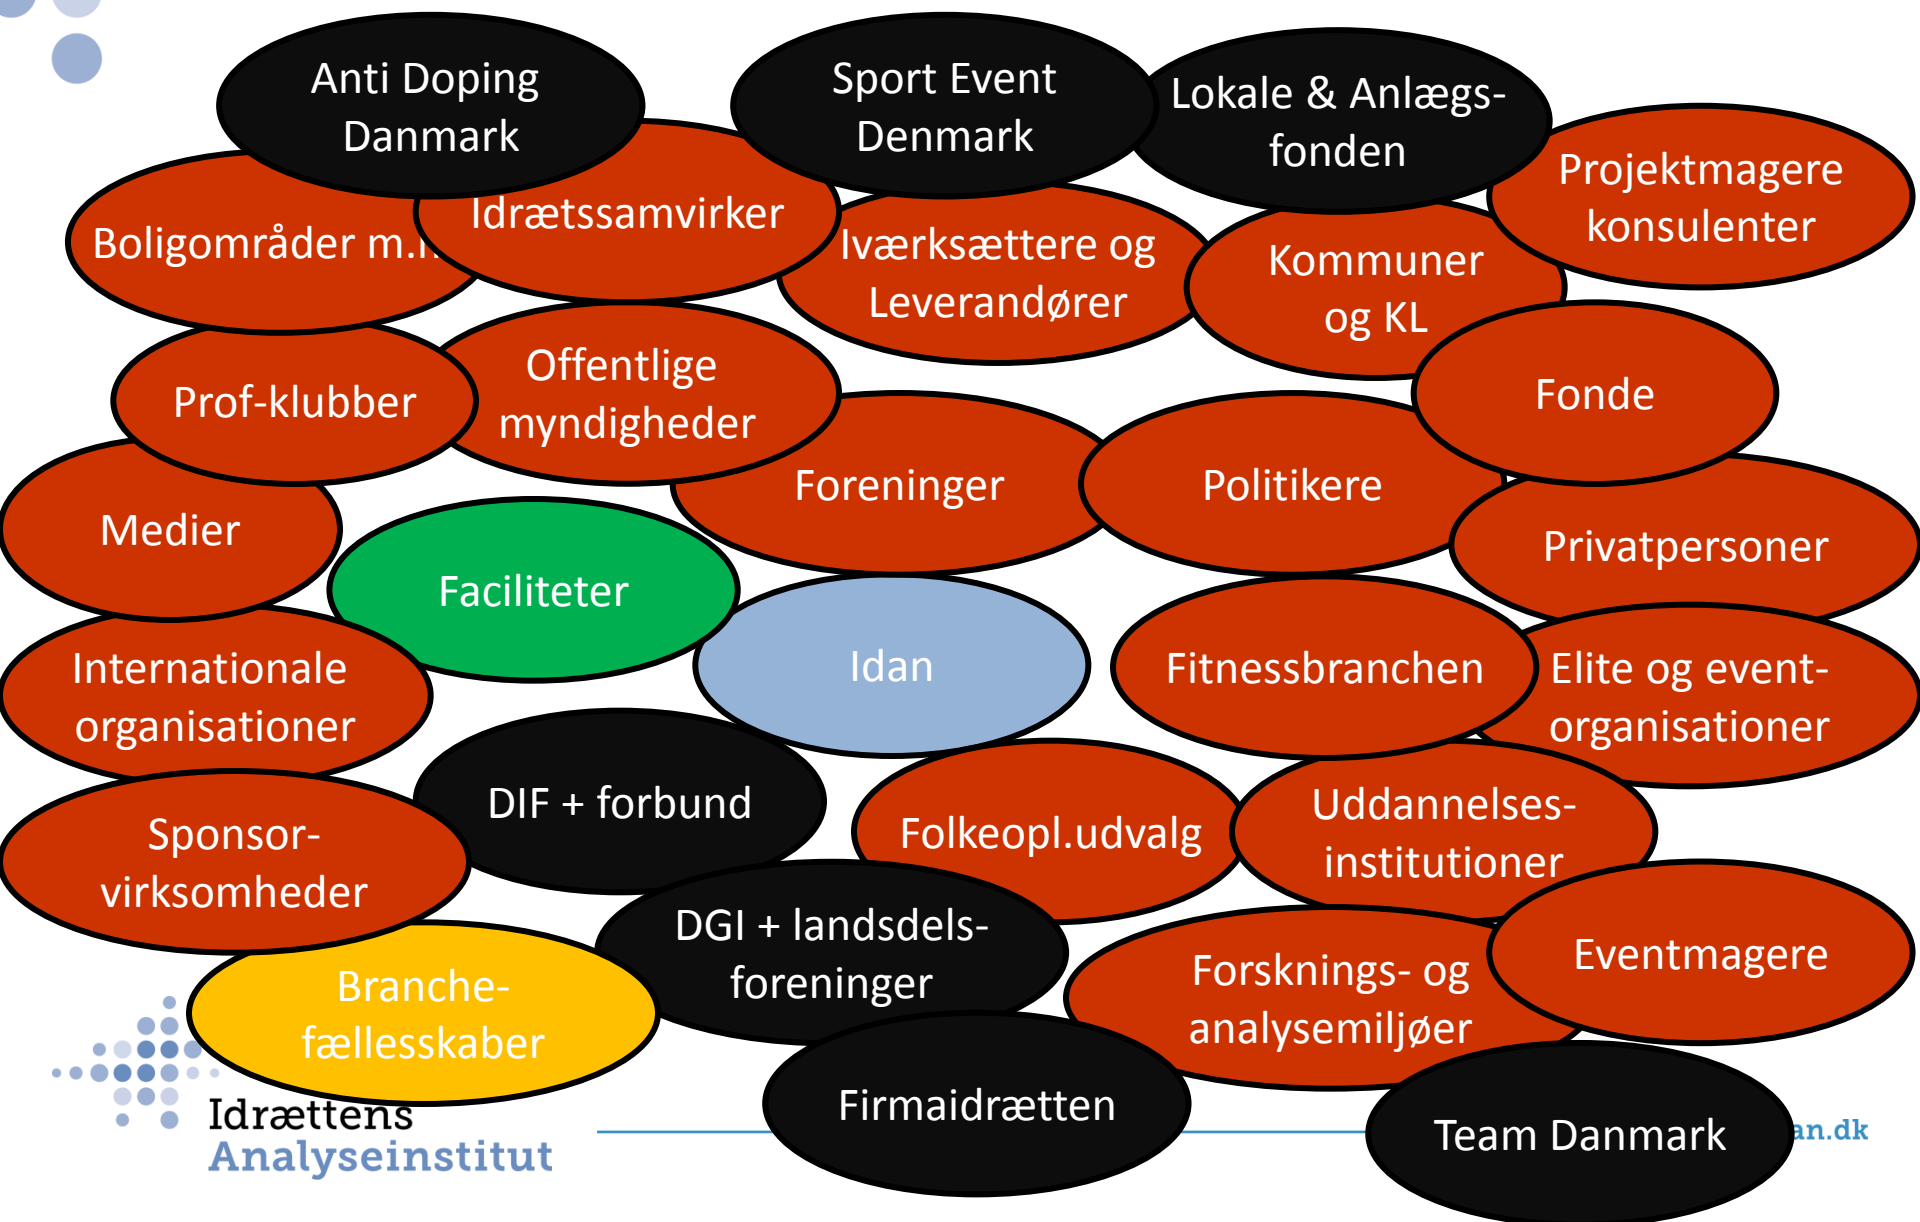 Anti Doping
Danmark
Sport Event
Denmark
Lokale & Anlægs-
fonden
Projektmagere
konsulenter
Boligområder
Idrætssamvirker
Iværksættere og
Leverandører
Kommuner
og KL
Prof-klubber
Offentlige
myndigheder
Fonde
Foreninger
Politikere
Medier
Privatpersoner
Faciliteter
Idan
Fitnessbranchen
Internationale
organisationer
Elite og event-
organisationer
DIF + forbund
Folkeopl.udvalg
Uddannelses-
institutioner
Sponsor-
virksomheder
DGI + landsdels-
foreninger
Forsknings- og
analysemiljøer
Eventmagere
Branche-
fællesskaber
Firmaidrætten
Team Danmark
Idrættens
Analyseinstitut
an.dk